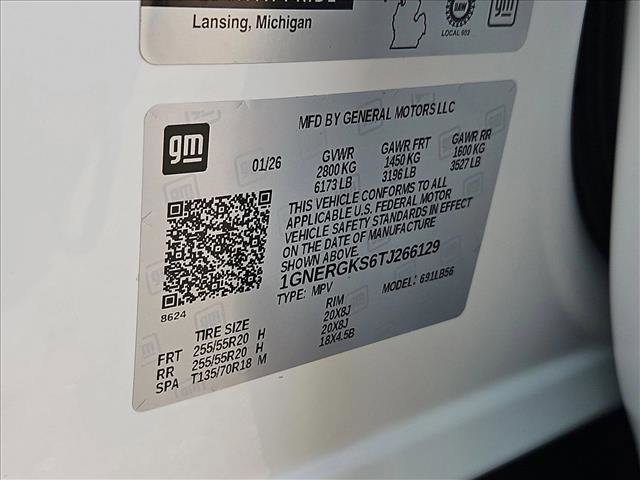 Lansing, Michigan
UAW
LOCAL 602
gm
gm
MFD BY GENERAL MOTORS LLC
01/26
GVWR GAWR FRT GAWR RR
2800 KG 1450 KG 1600 KG
6173 LB 3196 LB 3527 LB
THIS VEHICLE CONFORMS TO ALL
APPLICABLE U.S. FEDERAL MOTOR
VEHICLE SAFETY STANDARDS IN EFFECT
ON THE DATE OF MANUFACTURE
SHOWN ABOVE.
1GNERGKS6TJ266129
TYPE: MPV MODEL: 691LB56
8624
TIRE SIZE RIM
FRT 255/55R20 H 20X8J
RR 255/55R20 H 20X8J
SPA T135/70R18 M 18X4.5B